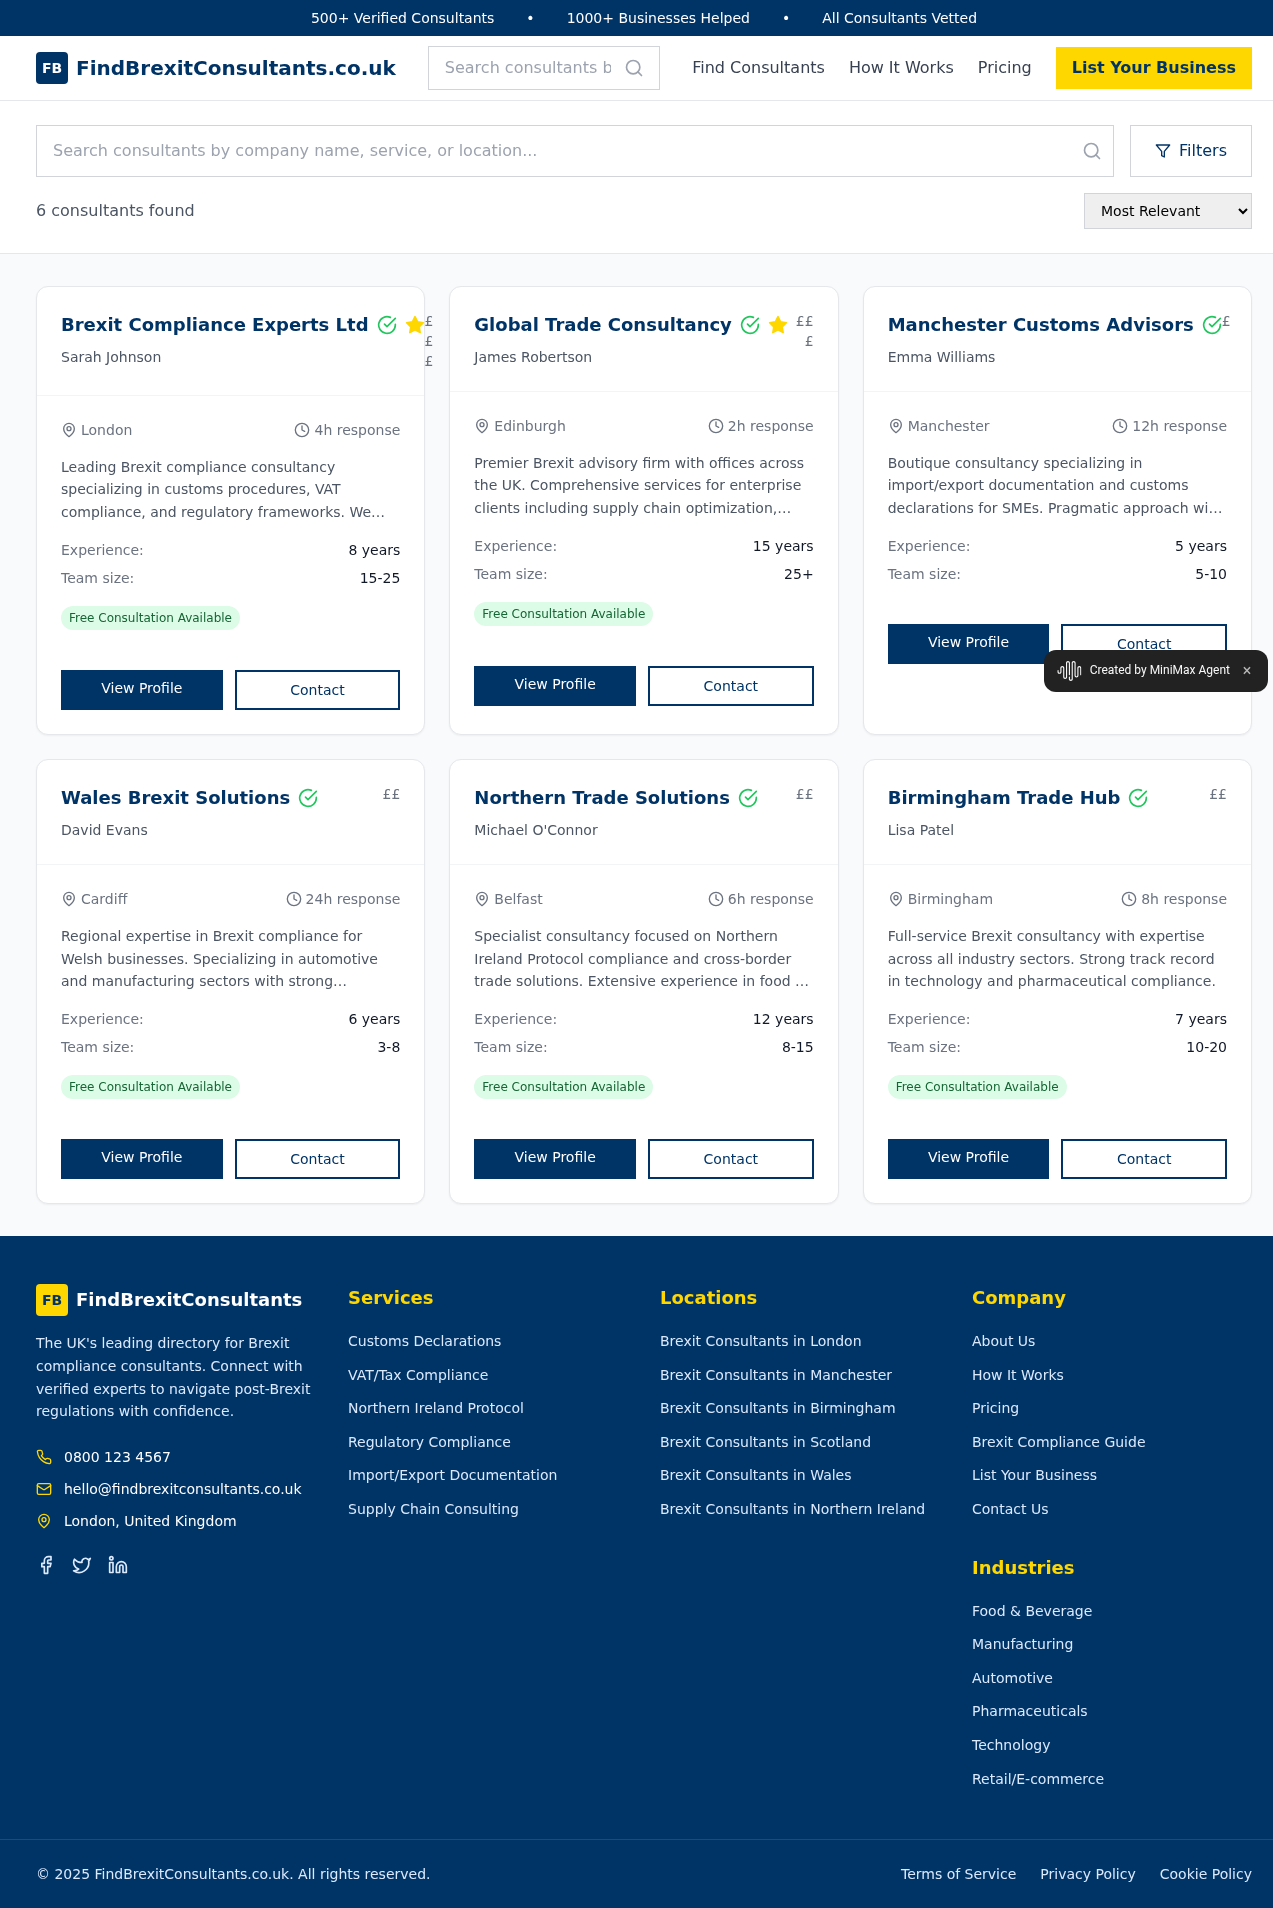 500+ Verified Consultants • 1000+ Businesses Helped • All Consultants Vetted
FB FindBrexitConsultants.co.uk Search consultants b Find Consultants How It Works Pricing List Your Business
Search consultants by company name, service, or location... Filters
6 consultants found Most Relevant
Brexit Compliance Experts Ltd £
£
£
Sarah Johnson
London 4h response
Leading Brexit compliance consultancy
specializing in customs procedures, VAT
compliance, and regulatory frameworks. We...
Experience: 8 years
Team size: 15-25
Free Consultation Available
View Profile Contact
Global Trade Consultancy ££
£
James Robertson
Edinburgh 2h response
Premier Brexit advisory firm with offices across
the UK. Comprehensive services for enterprise
clients including supply chain optimization,...
Experience: 15 years
Team size: 25+
Free Consultation Available
View Profile Contact
Manchester Customs Advisors £
Emma Williams
Manchester 12h response
Boutique consultancy specializing in
import/export documentation and customs
declarations for SMEs. Pragmatic approach wi...
Experience: 5 years
Team size: 5-10
View Profile Contact
Created by MiniMax Agent ×
Wales Brexit Solutions ££
David Evans
Cardiff 24h response
Regional expertise in Brexit compliance for
Welsh businesses. Specializing in automotive
and manufacturing sectors with strong...
Experience: 6 years
Team size: 3-8
Free Consultation Available
View Profile Contact
Northern Trade Solutions ££
Michael O'Connor
Belfast 6h response
Specialist consultancy focused on Northern
Ireland Protocol compliance and cross-border
trade solutions. Extensive experience in food ...
Experience: 12 years
Team size: 8-15
Free Consultation Available
View Profile Contact
Birmingham Trade Hub ££
Lisa Patel
Birmingham 8h response
Full-service Brexit consultancy with expertise
across all industry sectors. Strong track record
in technology and pharmaceutical compliance.
Experience: 7 years
Team size: 10-20
Free Consultation Available
View Profile Contact
FB FindBrexitConsultants
The UK's leading directory for Brexit
compliance consultants. Connect with
verified experts to navigate post-Brexit
regulations with confidence.
0800 123 4567
hello@findbrexitconsultants.co.uk
London, United Kingdom
Services
Customs Declarations
VAT/Tax Compliance
Northern Ireland Protocol
Regulatory Compliance
Import/Export Documentation
Supply Chain Consulting
Locations
Brexit Consultants in London
Brexit Consultants in Manchester
Brexit Consultants in Birmingham
Brexit Consultants in Scotland
Brexit Consultants in Wales
Brexit Consultants in Northern Ireland
Company
About Us
How It Works
Pricing
Brexit Compliance Guide
List Your Business
Contact Us
Industries
Food & Beverage
Manufacturing
Automotive
Pharmaceuticals
Technology
Retail/E-commerce
© 2025 FindBrexitConsultants.co.uk. All rights reserved. Terms of Service Privacy Policy Cookie Policy